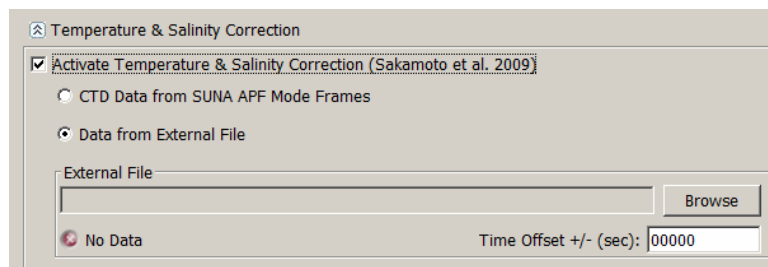 Temperature & Salinity Correction
Activate Temperature & Salinity Correction (Sakamoto et al. 2009)
CTD Data from SUNA APF Mode Frames
Data from External File
External File
Browse
No Data Time Offset +/- (sec): 00000